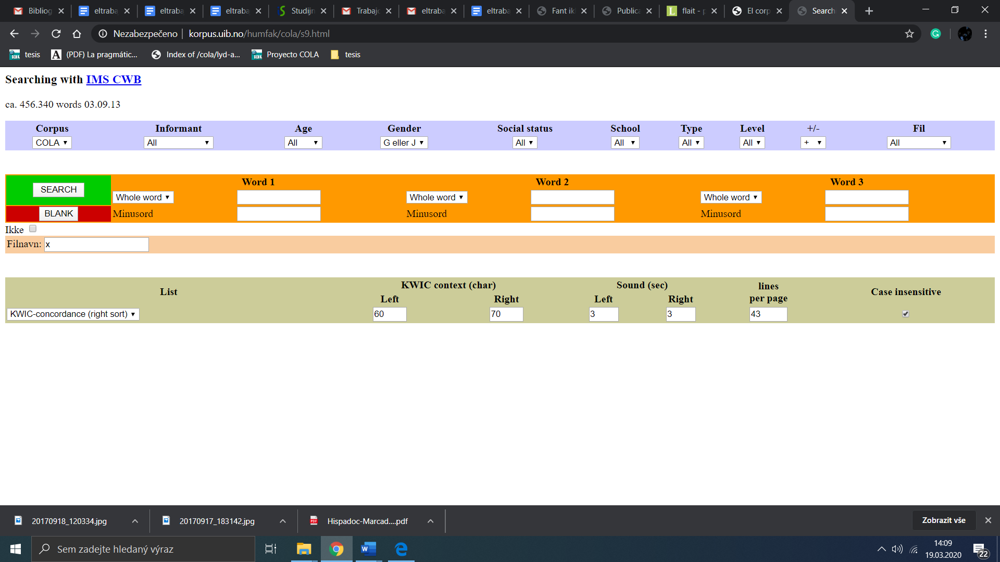 Bibliog
eltraba
eltraba
eltraba
Studijn
Trabajo
eltraba
eltraba
Fant ik
Publica
flait - p
El corp
Search
Nezabezpečeno | korpus.uib.no/humfak/cola/s9.html
tesis (PDF) La pragmátic... Index of /cola/lyd-a... Proyecto COLA tesis
Searching with IMS CWB
ca. 456.340 words 03.09.13
Corpus Informant Age Gender Social status School Type Level +/- Fil
COLA All All G eller J All All All All + All
Word 1 Word 2 Word 3
SEARCH Whole word Whole word Whole word
BLANK Minusord Minusord Minusord
Ikke
Filnavn: x
List KWIC context (char) Sound (sec) lines per page Case insensitive
Left Right Left Right
KWIC-concordance (right sort) 60 70 3 3 43
20170918_120334.jpg 20170917_183142.jpg Hispadoc-Marcad....pdf Zobrazit vše
Sem zadejte hledaný výraz
14:09
19.03.2020
22